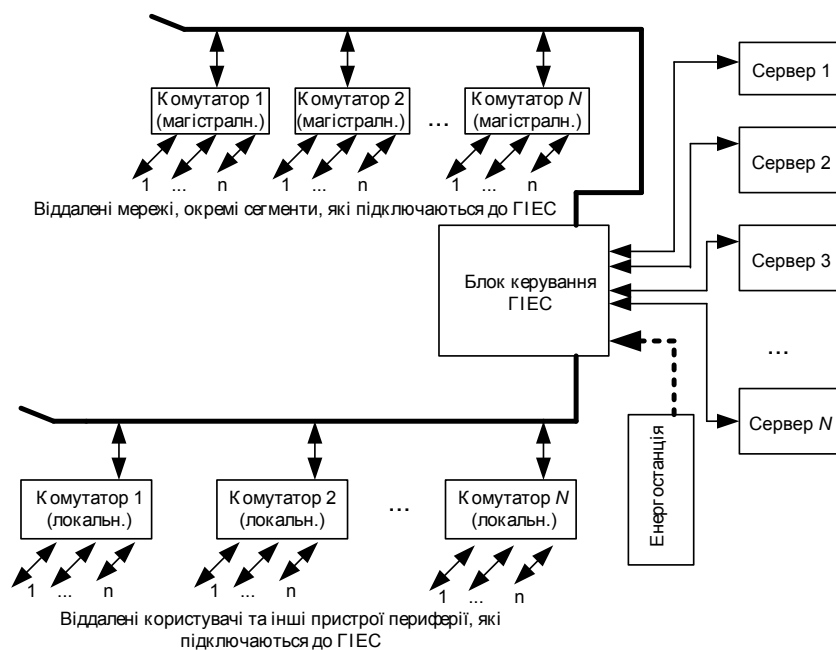 Комутатор 1
(магістралн.)
Комутатор 2
(магістралн.)
...
Комутатор N
(магістралн.)
1 ... n
1 ... n
1 ... n
Віддалені мережі, окремі сегменти, які підключаються до ГІЕС
Сервер 1
Сервер 2
Сервер 3
...
Сервер N
Блок керування
ГІЕС
Енергостанція
Комутатор 1
(локальн.)
Комутатор 2
(локальн.)
...
Комутатор N
(локальн.)
1 ... n
1 ... n
1 ... n
Віддалені користувачі та інші пристрої периферії, які
підключаються до ГІЕС